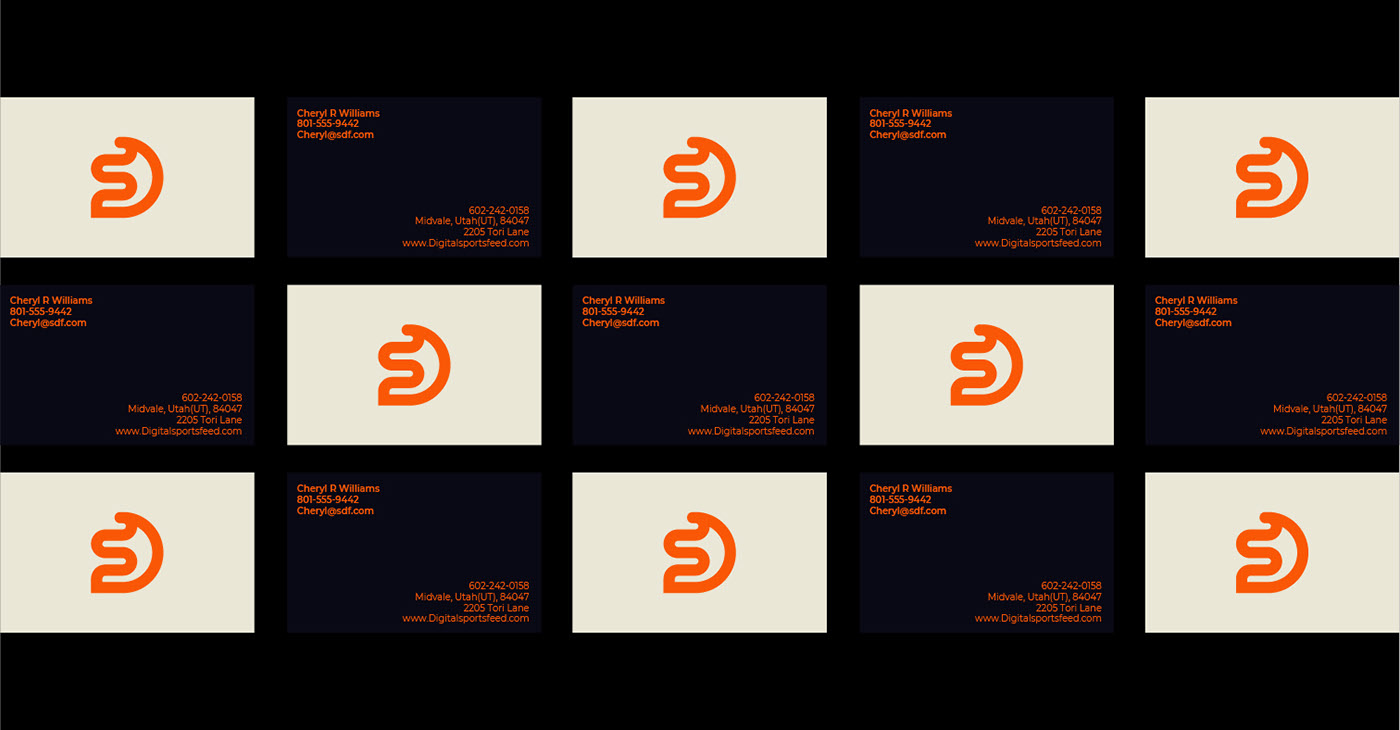 Cheryl R Williams
801-555-9442
Cheryl@sdf.com
602-242-0158
Midvale, Utah(UT), 84047
2205 Tori Lane
www.Digitalsportsfeed.com
Cheryl R Williams
801-555-9442
Cheryl@sdf.com
602-242-0158
Midvale, Utah(UT), 84047
2205 Tori Lane
www.Digitalsportsfeed.com
Cheryl R Williams
801-555-9442
Cheryl@sdf.com
602-242-0158
Midvale, Utah(UT), 84047
2205 Tori Lane
www.Digitalsportsfeed.com
Cheryl R Williams
801-555-9442
Cheryl@sdf.com
602-242-0158
Midvale, Utah(UT), 84047
2205 Tori Lane
www.Digitalsportsfeed.com
Cheryl R Williams
801-555-9442
Cheryl@sdf.com
602-242-0158
Midvale, Utah(UT), 84047
2205 Tori Lane
www.Digitalsportsfeed.com
Cheryl R Williams
801-555-9442
Cheryl@sdf.com
602-242-0158
Midvale, Utah(UT), 84047
2205 Tori Lane
www.Digitalsportsfeed.com
Cheryl R Williams
801-555-9442
Cheryl@sdf.com
602-242-0158
Midvale, Utah(UT), 84047
2205 Tori Lane
www.Digitalsportsfeed.com